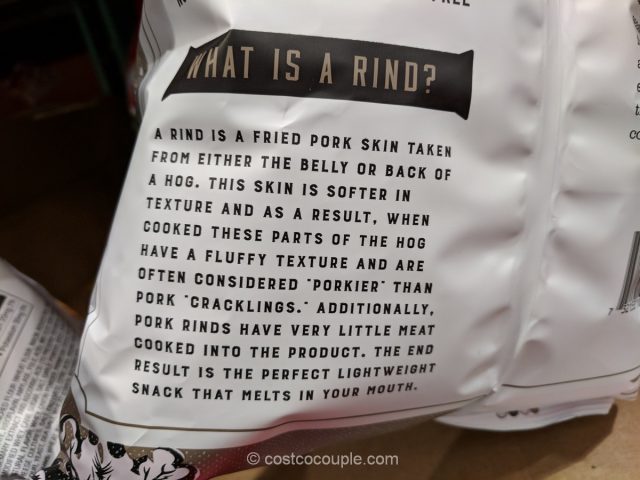 WHAT IS A RIND?
A RIND IS A FRIED PORK SKIN TAKEN
FROM EITHER THE BELLY OR BACK OF
A HOG. THIS SKIN IS SOFTER IN
TEXTURE AND AS A RESULT, WHEN
COOKED THESE PARTS OF THE HOG
HAVE A FLUFFY TEXTURE AND ARE
OFTEN CONSIDERED "PORKIER" THAN
PORK "CRACKLINGS." ADDITIONALLY,
PORK RINDS HAVE VERY LITTLE MEAT
COOKED INTO THE PRODUCT. THE END
RESULT IS THE PERFECT LIGHTWEIGHT
SNACK THAT MELTS IN YOUR MOUTH.
© costcocouple.com